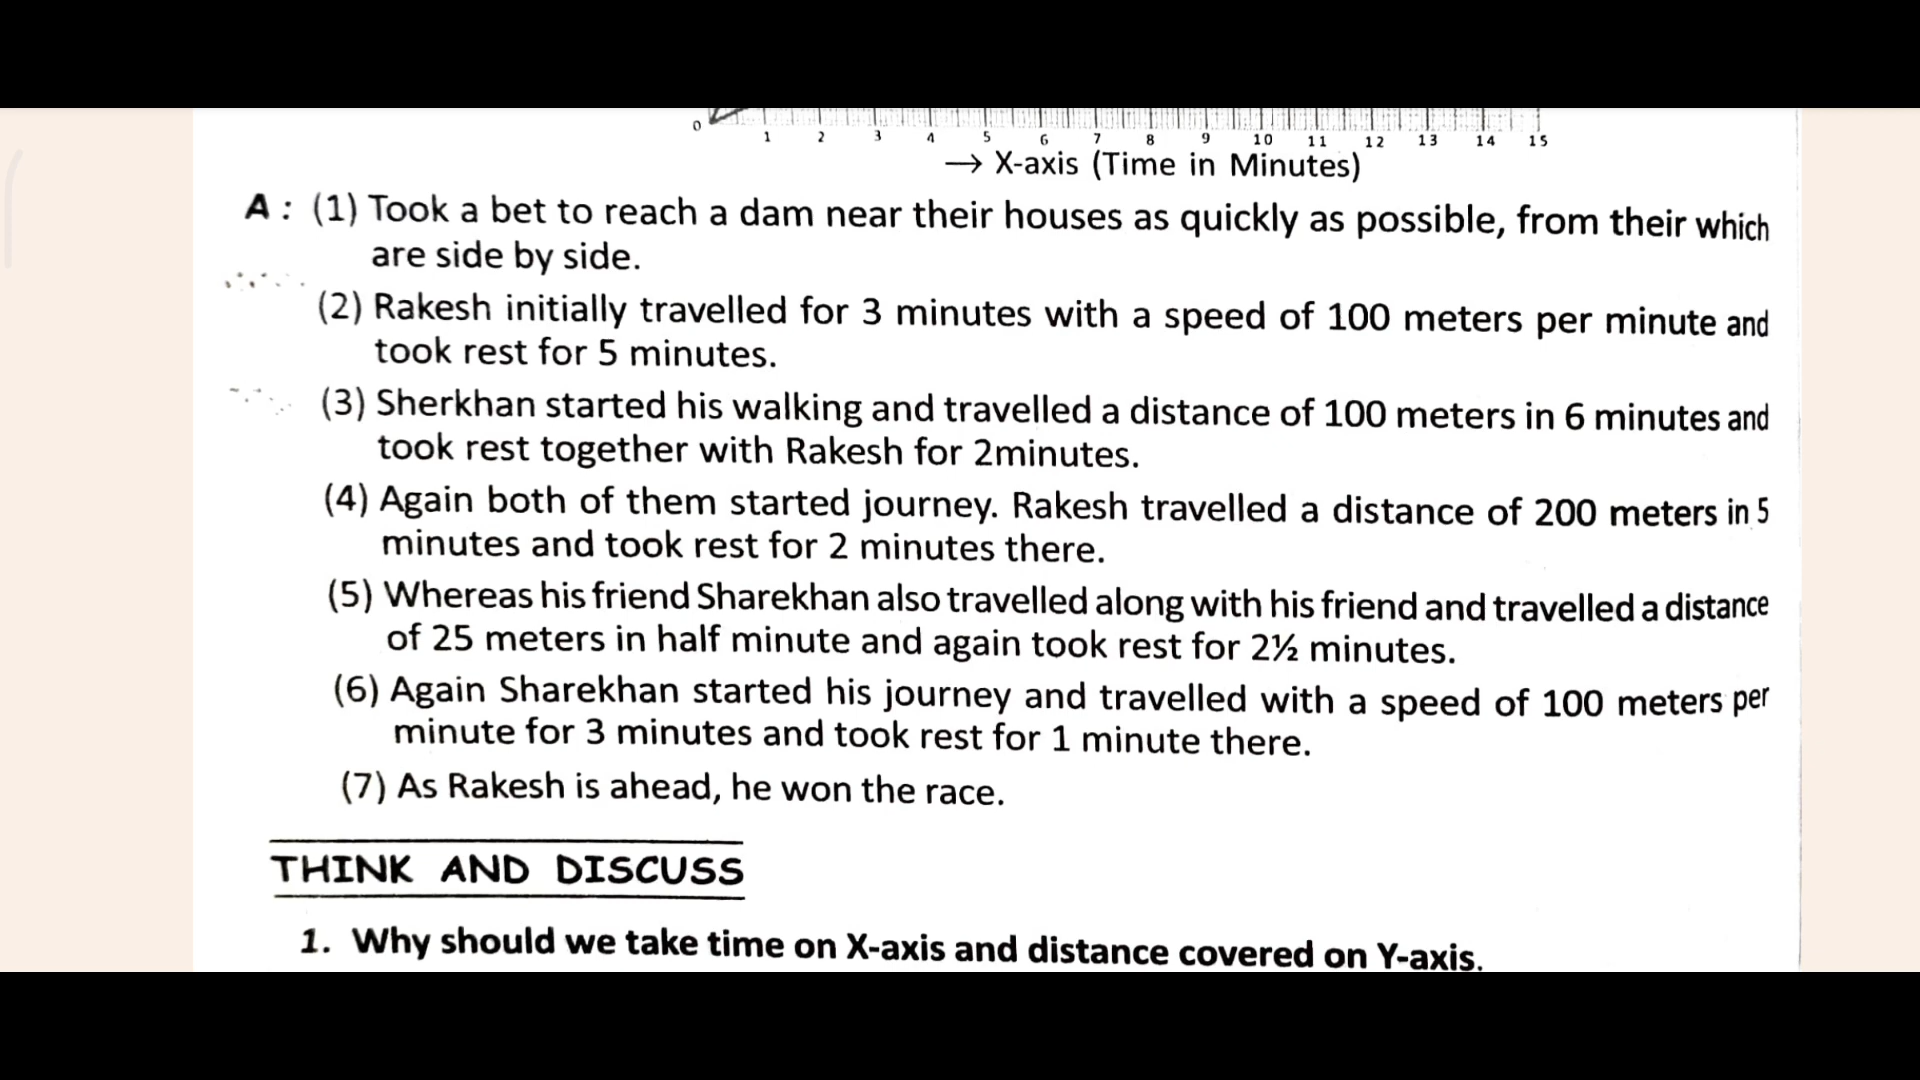 0 1 2 3 4 5 6 7 8 9 10 11 12 13 14 15
→ X-axis (Time in Minutes)
A : (1) Took a bet to reach a dam near their houses as quickly as possible, from their which
are side by side.
(2) Rakesh initially travelled for 3 minutes with a speed of 100 meters per minute and
took rest for 5 minutes.
(3) Sherkhan started his walking and travelled a distance of 100 meters in 6 minutes and
took rest together with Rakesh for 2minutes.
(4) Again both of them started journey. Rakesh travelled a distance of 200 meters in 5
minutes and took rest for 2 minutes there.
(5) Whereas his friend Sharekhan also travelled along with his friend and travelled a distance
of 25 meters in half minute and again took rest for 2½ minutes.
(6) Again Sharekhan started his journey and travelled with a speed of 100 meters per
minute for 3 minutes and took rest for 1 minute there.
(7) As Rakesh is ahead, he won the race.
THINK AND DISCUSS
1. Why should we take time on X-axis and distance covered on Y-axis.